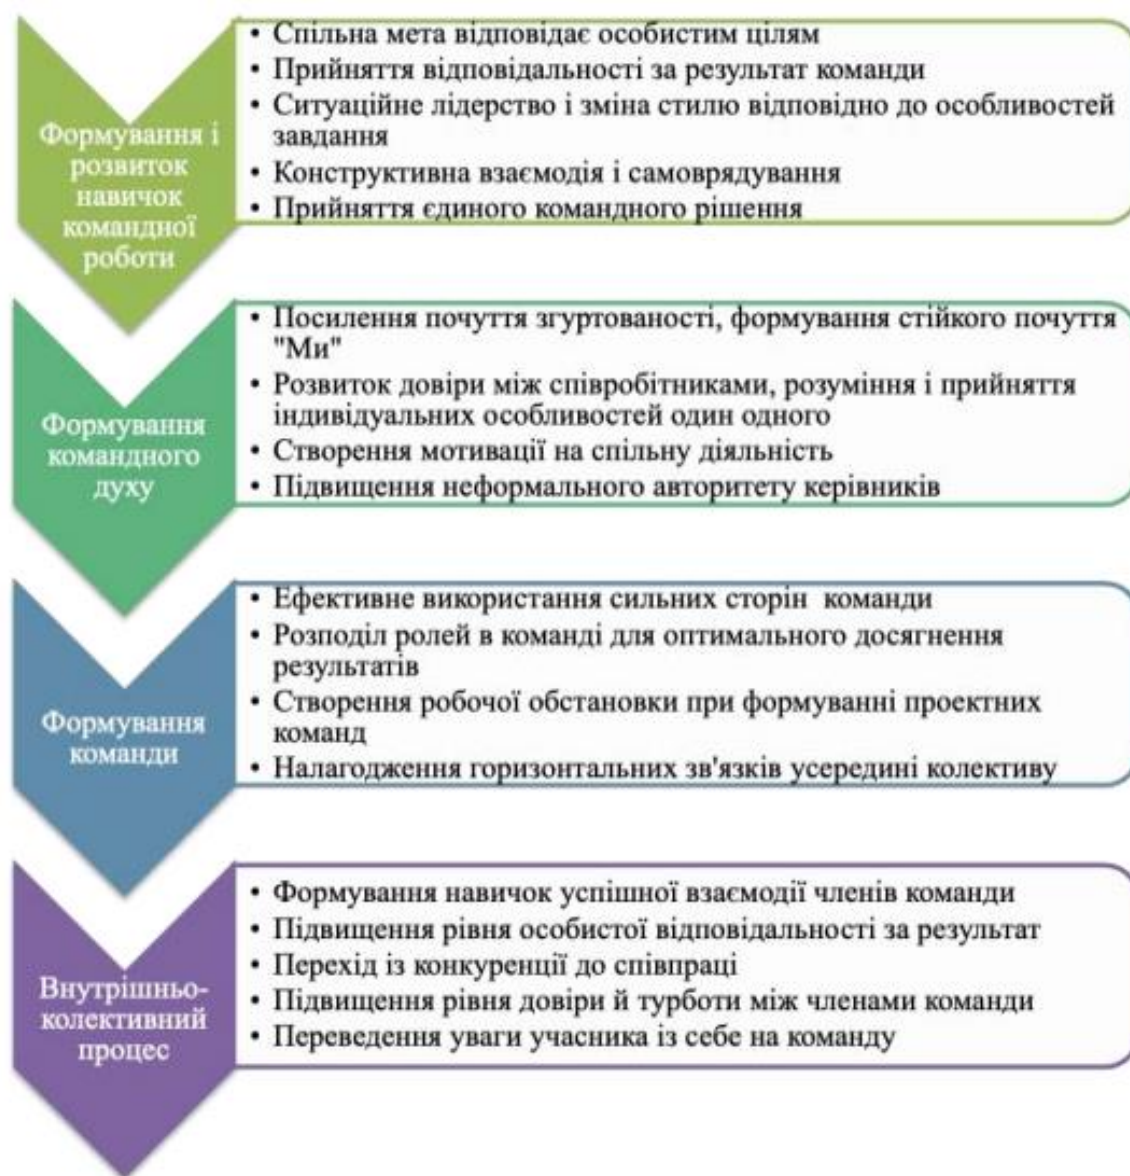 Формування і
розвиток
навичок
командної
роботи
• Спільна мета відповідає особистим цілям
• Прийняття відповідальності за результат команди
• Ситуаційне лідерство і зміна стилю відповідно до особливостей
завдання
• Конструктивна взаємодія і самоврядування
• Прийняття єдиного командного рішення
Формування
командного
духу
• Посилення почуття згуртованості, формування стійкого почуття
"Ми"
• Розвиток довіри між співробітниками, розуміння і прийняття
індивідуальних особливостей один одного
• Створення мотивації на спільну діяльність
• Підвищення неформального авторитету керівників
Формування
команди
• Ефективне використання сильних сторін  команди
• Розподіл ролей в команді для оптимального досягнення
результатів
• Створення робочої обстановки при формуванні проектних
команд
• Налагодження горизонтальних зв'язків усередині колективу
Внутрішньо-
колективний
процес
• Формування навичок успішної взаємодії членів команди
• Підвищення рівня особистої відповідальності за результат
• Перехід із конкуренції до співпраці
• Підвищення рівня довіри й турботи між членами команди
• Переведення уваги учасника із себе на команду